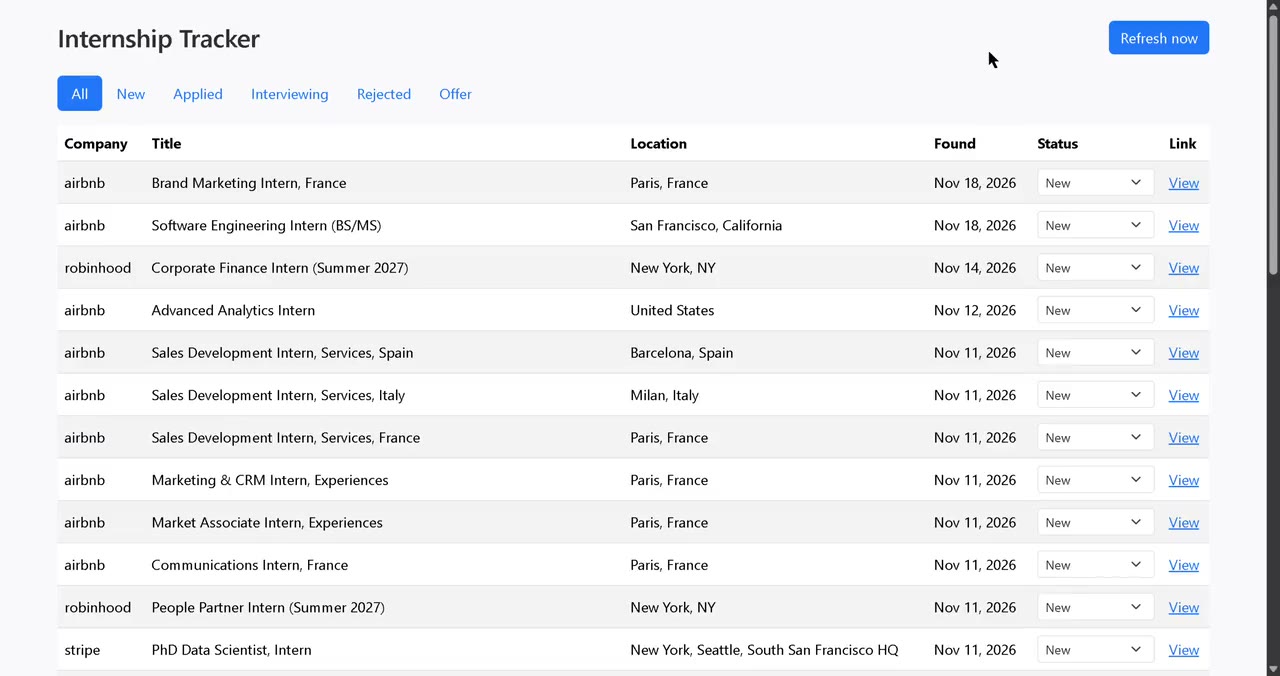 Internship Tracker
Refresh now
All New Applied Interviewing Rejected Offer
Company Title Location Found Status Link
airbnb Brand Marketing Intern, France Paris, France Nov 18, 2026 New View
airbnb Software Engineering Intern (BS/MS) San Francisco, California Nov 18, 2026 New View
robinhood Corporate Finance Intern (Summer 2027) New York, NY Nov 14, 2026 New View
airbnb Advanced Analytics Intern United States Nov 12, 2026 New View
airbnb Sales Development Intern, Services, Spain Barcelona, Spain Nov 11, 2026 New View
airbnb Sales Development Intern, Services, Italy Milan, Italy Nov 11, 2026 New View
airbnb Sales Development Intern, Services, France Paris, France Nov 11, 2026 New View
airbnb Marketing & CRM Intern, Experiences Paris, France Nov 11, 2026 New View
airbnb Market Associate Intern, Experiences Paris, France Nov 11, 2026 New View
airbnb Communications Intern, France Paris, France Nov 11, 2026 New View
robinhood People Partner Intern (Summer 2027) New York, NY Nov 11, 2026 New View
stripe PhD Data Scientist, Intern New York, Seattle, South San Francisco HQ Nov 11, 2026 New View